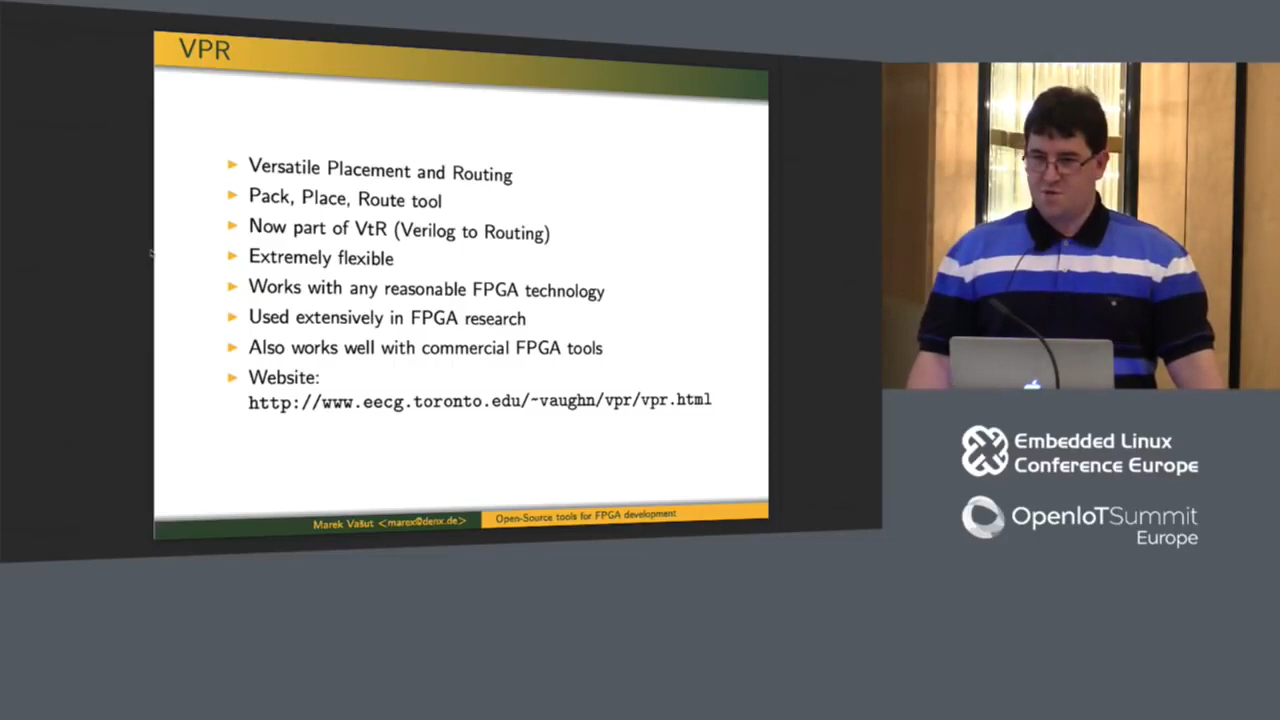 VPR
Versatile Placement and Routing
Pack, Place, Route tool
Now part of VtR (Verilog to Routing)
Extremely flexible
Works with any reasonable FPGA technology
Used extensively in FPGA research
Also works well with commercial FPGA tools
Website:
http://www.eecg.toronto.edu/~vaughn/vpr/vpr.html
Marek Vašut <marex@denx.de>
Open-Source tools for FPGA development
Embedded Linux
Conference Europe
OpenIoTSummit
Europe